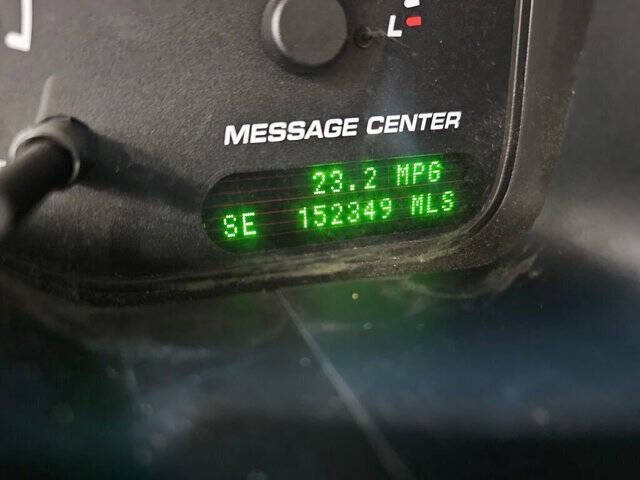 L
MESSAGE CENTER
23.2 MPG
SE 152349 MLS